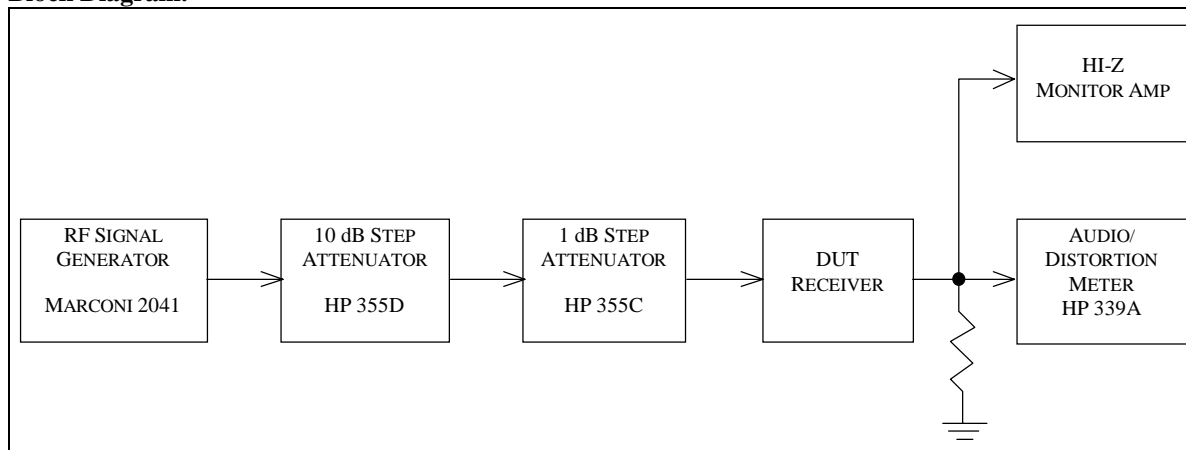 Block Diagram:
HI-Z
MONITOR AMP
RF SIGNAL
GENERATOR
MARCONI 2041
10 dB STEP
ATTENUATOR
HP 355D
1 dB STEP
ATTENUATOR
HP 355C
DUT
RECEIVER
AUDIO/
DISTORTION
METER
HP 339A